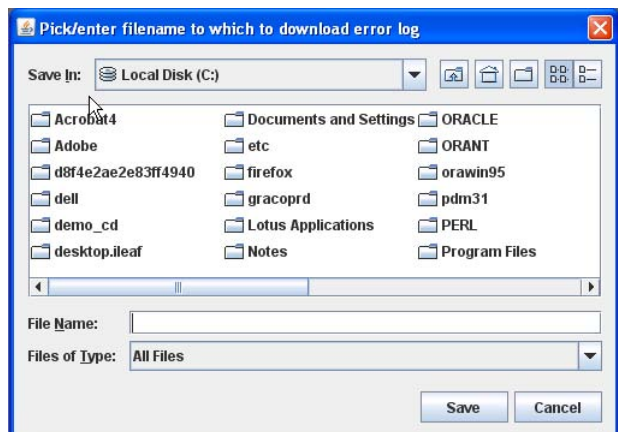 Pick/enter filename to which to download error log
Save In: Local Disk (C:)
Acrobat4 Documents and Settings ORACLE
Adobe etc ORANT
d8f4e2ae2e83ff4940 firefox orawin95
dell gracoprd pdm31
demo_cd Lotus Applications PERL
desktop.ileaf Notes Program Files
File Name:
Files of Type: All Files
Save Cancel